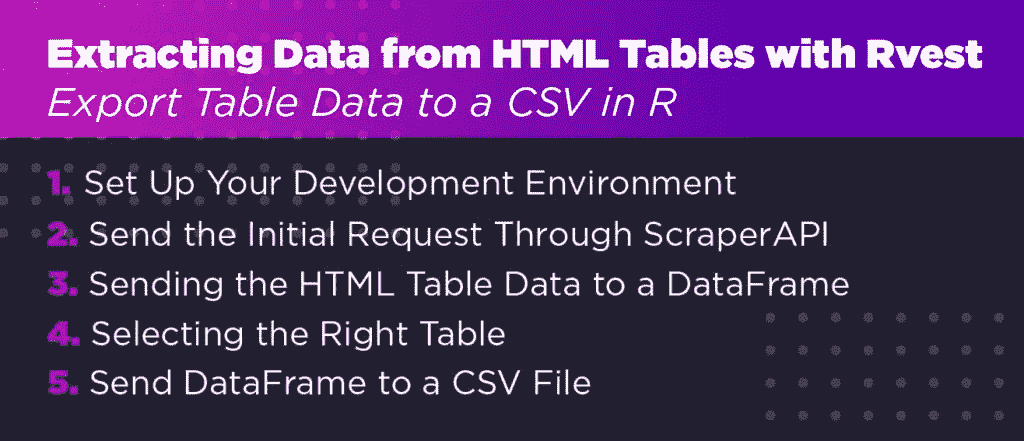 Extracting Data from HTML Tables with Rvest
Export Table Data to a CSV in R
1. Set Up Your Development Environment
2. Send the Initial Request Through ScraperAPI
3. Sending the HTML Table Data to a DataFrame
4. Selecting the Right Table
5. Send DataFrame to a CSV File